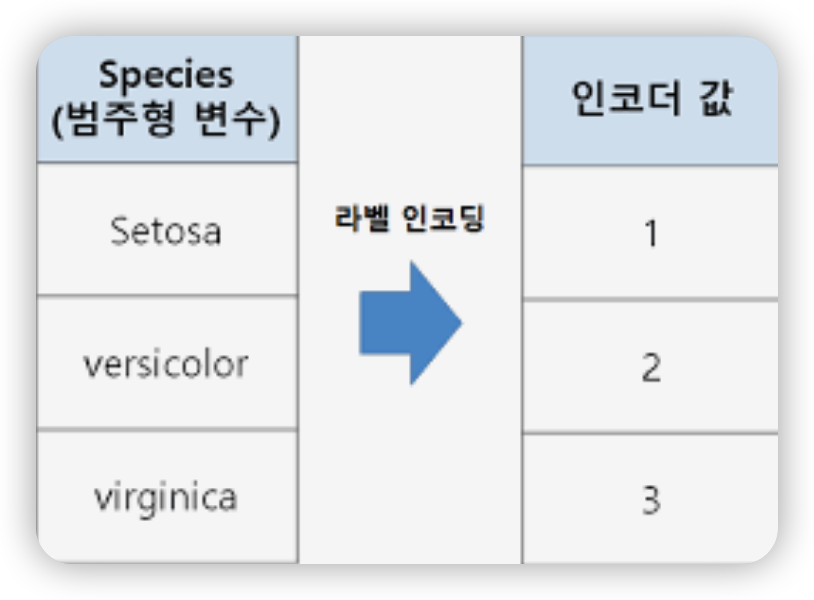 Species
(범주형 변수)
인코더 값
라벨 인코딩
Setosa
1
versicolor
2
virginica
3